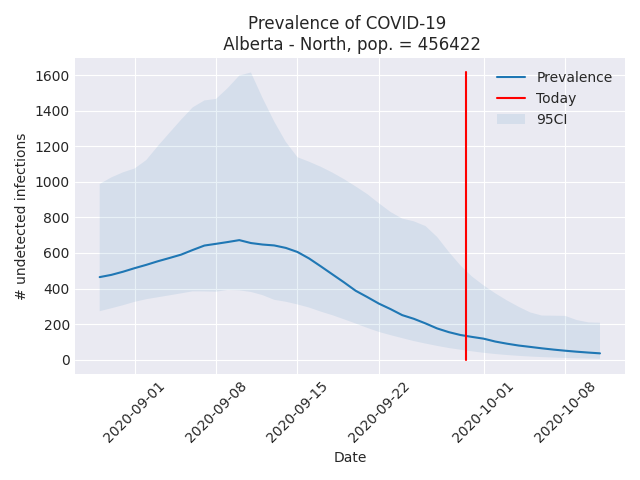 Prevalence of COVID-19
Alberta - North, pop. = 456422
Prevalence
Today
95CI
# undetected infections
1600
1400
1200
1000
800
600
400
200
0
2020-09-01
2020-09-08
2020-09-15
2020-09-22
2020-10-01
2020-10-08
Date